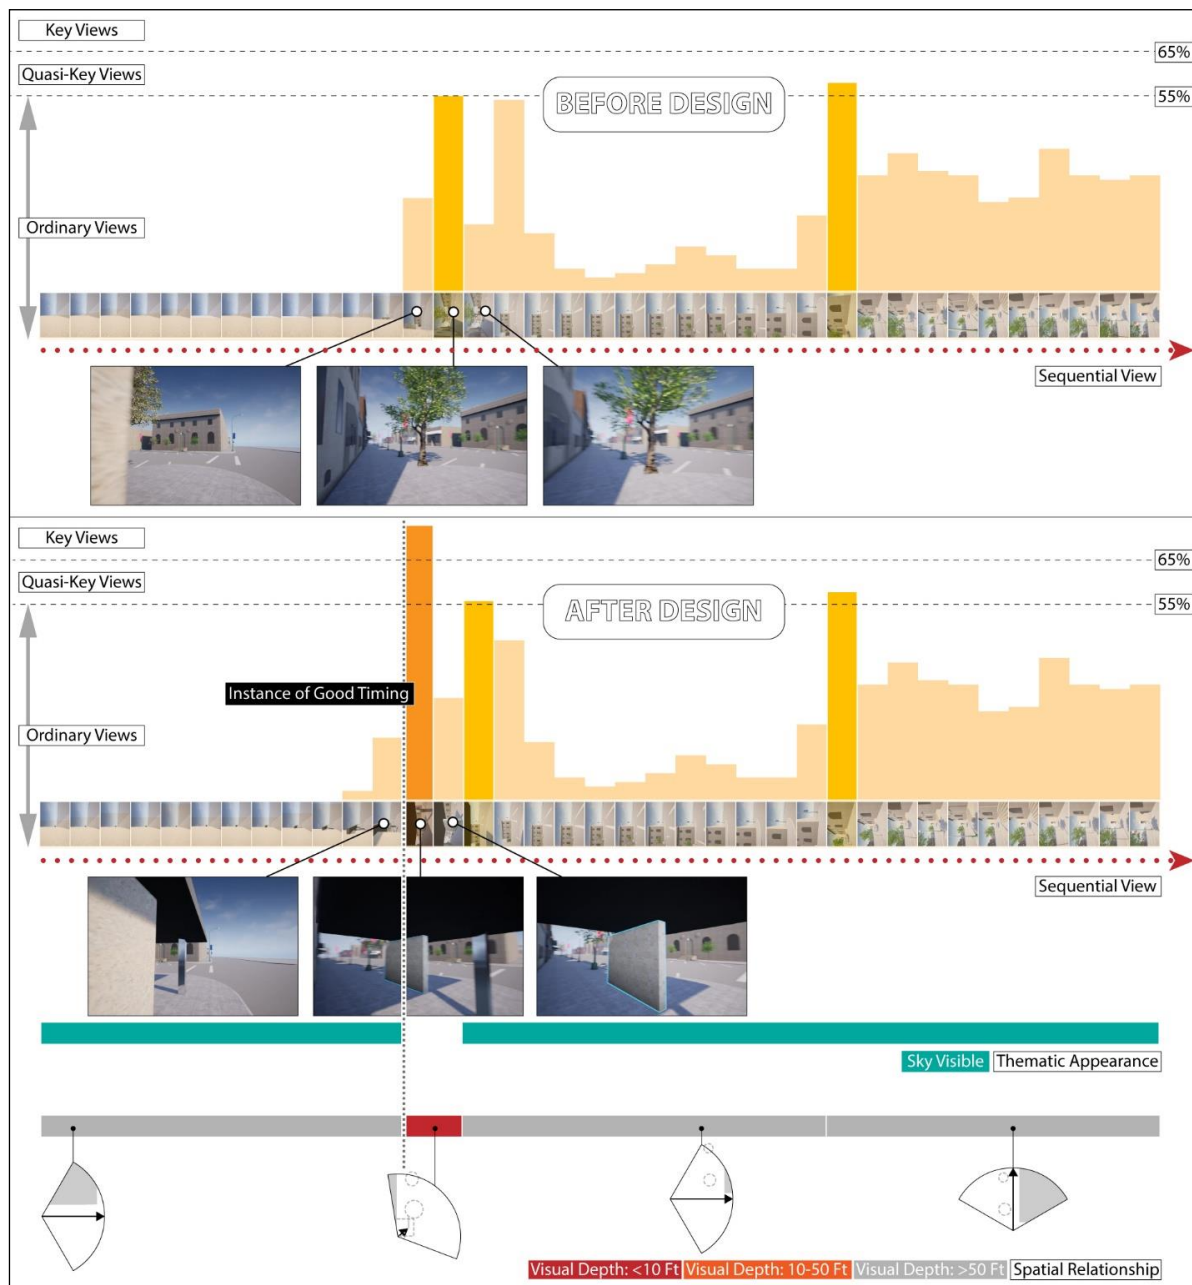 Key Views
65%
Quasi-Key Views
55%
BEFORE DESIGN
Ordinary Views
Sequential View
Key Views
65%
Quasi-Key Views
55%
AFTER DESIGN
Instance of Good Timing
Ordinary Views
Sequential View
Sky Visible Thematic Appearance
Visual Depth: <10 Ft Visual Depth: 10-50 Ft Visual Depth: >50 Ft Spatial Relationship